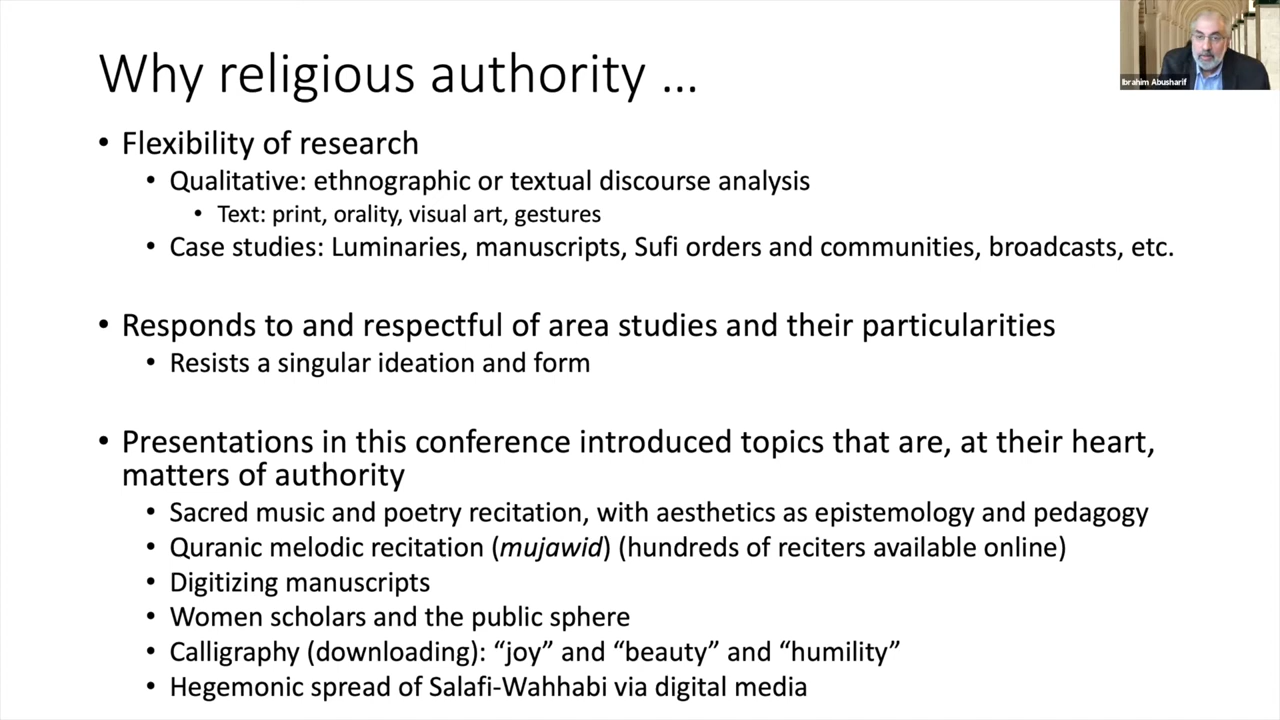 Why religious authority ...
Ibrahim Abusharif
• Flexibility of research
• Qualitative: ethnographic or textual discourse analysis
• Text: print, orality, visual art, gestures
• Case studies: Luminaries, manuscripts, Sufi orders and communities, broadcasts, etc.
• Responds to and respectful of area studies and their particularities
• Resists a singular ideation and form
• Presentations in this conference introduced topics that are, at their heart,
matters of authority
• Sacred music and poetry recitation, with aesthetics as epistemology and pedagogy
• Quranic melodic recitation (mujawid) (hundreds of reciters available online)
• Digitizing manuscripts
• Women scholars and the public sphere
• Calligraphy (downloading): “joy” and “beauty” and “humility”
• Hegemonic spread of Salafi-Wahhabi via digital media